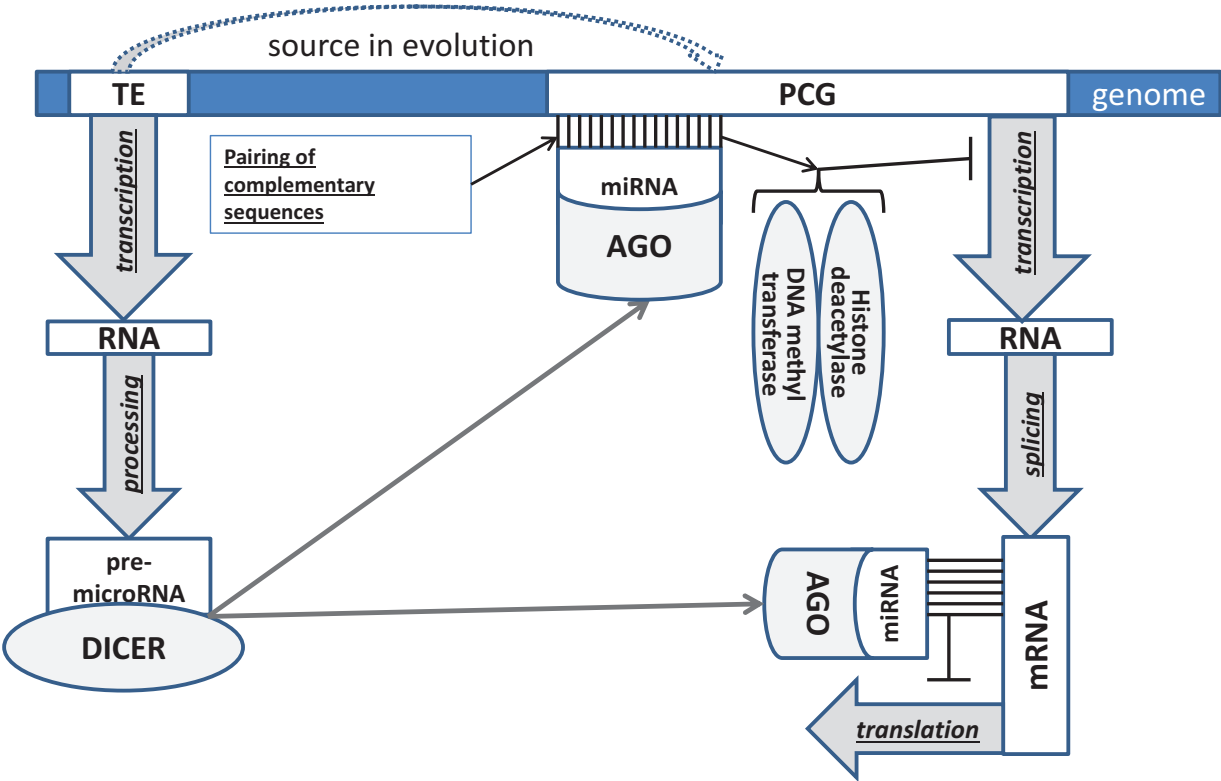 source in evolution
TE
PCG
genome
transcription
Pairing of
complementary
sequences
miRNA
AGO
DNA methyl
transferase
Histone
deacetylase
transcription
RNA
RNA
processing
splicing
pre-
microRNA
DICER
AGO
miRNA
mRNA
translation